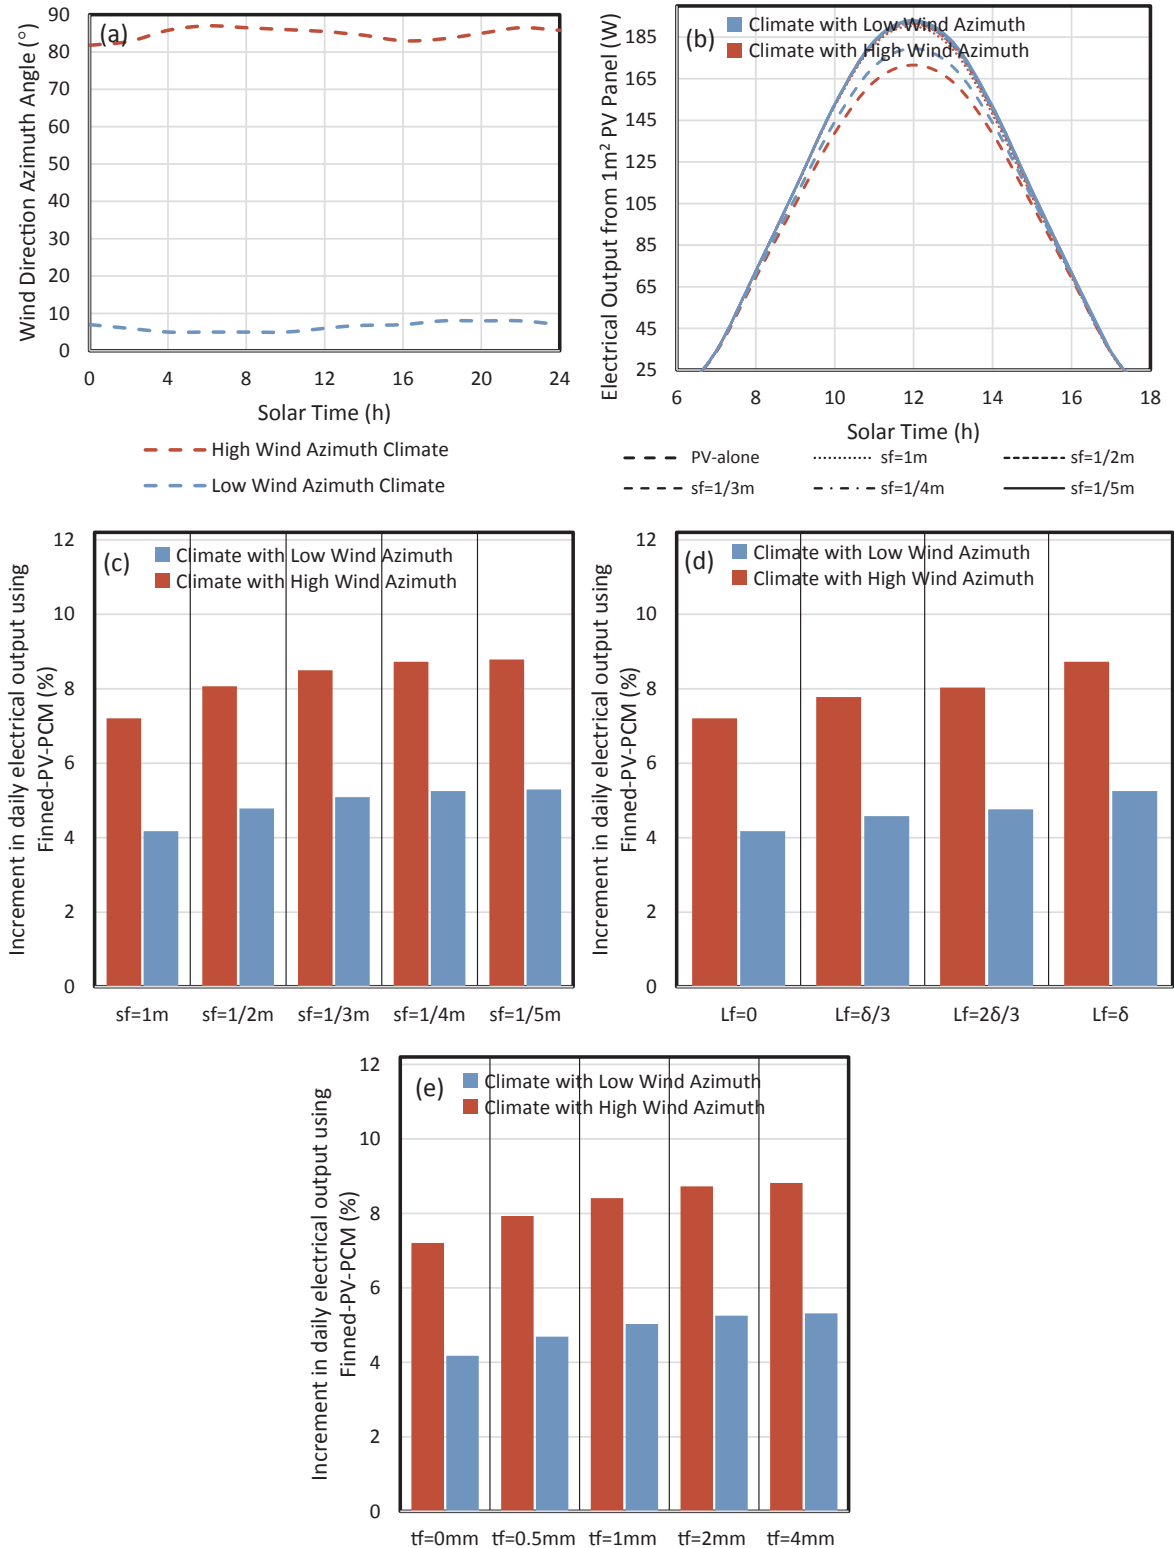 (a)
Wind Direction Azimuth Angle (°)
90
80
70
60
50
40
30
20
10
0
0 4 8 12 16 20 24
Solar Time (h)
High Wind Azimuth Climate
Low Wind Azimuth Climate
(b)
Climate with Low Wind Azimuth
Climate with High Wind Azimuth
Electrical Output from 1m² PV Panel (W)
185
165
145
125
105
85
65
45
25
6 8 10 12 14 16 18
Solar Time (h)
PV-alone sf=1m sf=1/2m
sf=1/3m sf=1/4m sf=1/5m
(c)
Climate with Low Wind Azimuth
Climate with High Wind Azimuth
Increment in daily electrical output using
Finned-PV-PCM (%)
12
10
8
6
4
2
0
sf=1m sf=1/2m sf=1/3m sf=1/4m sf=1/5m
(d)
Climate with Low Wind Azimuth
Climate with High Wind Azimuth
Increment in daily electrical output using
Finned-PV-PCM (%)
12
10
8
6
4
2
0
Lf=0 Lf=δ/3 Lf=2δ/3 Lf=δ
(e)
Climate with Low Wind Azimuth
Climate with High Wind Azimuth
Increment in daily electrical output using
Finned-PV-PCM (%)
12
10
8
6
4
2
0
tf=0mm tf=0.5mm tf=1mm tf=2mm tf=4mm